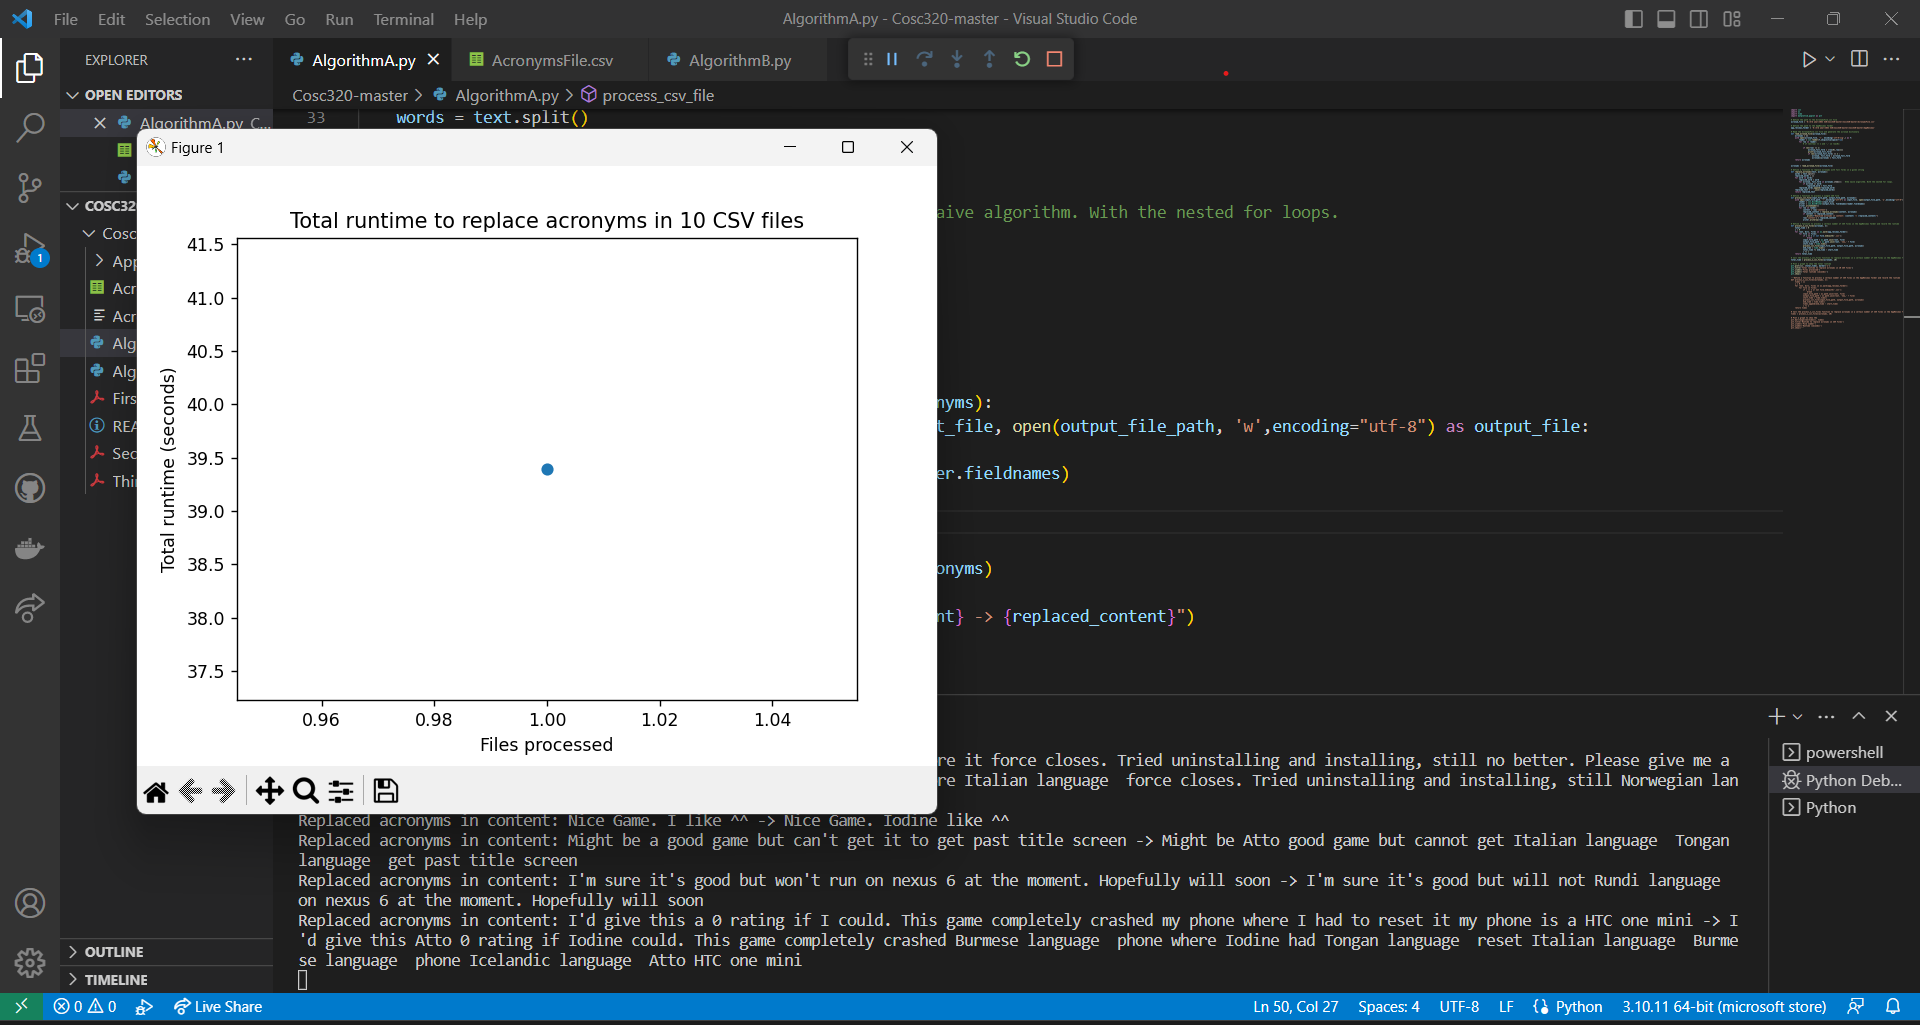 File Edit Selection View Go Run Terminal Help
AlgorithmA.py - Cosc320-master - Visual Studio Code
EXPLORER
AlgorithmA.py
AcronymsFile.csv
AlgorithmB.py
OPEN EDITORS
Cosc320-master > AlgorithmA.py > process_csv_file
AlgorithmA.py C...
33 words = text.split()
Figure 1
COSC32
Cosc
App
Acr
Acr
Alg
Alg
Firs
REA
Sec
Thi
Total runtime to replace acronyms in 10 CSV files
41.5
41.0
40.5
40.0
39.5
39.0
38.5
38.0
37.5
Total runtime (seconds)
0.96 0.98 1.00 1.02 1.04
Files processed
aive algorithm. With the nested for loops.
nyms):
t_file, open(output_file_path, 'w',encoding="utf-8") as output_file:
er.fieldnames)
onyms)
nt} -> {replaced_content}")
re it force closes. Tried uninstalling and installing, still no better. Please give me a
re Italian language  force closes. Tried uninstalling and installing, still Norwegian lan
Replaced acronyms in content: Nice Game. I like ^^ -> Nice Game. Iodine like ^^
Replaced acronyms in content: Might be a good game but can't get it to get past title screen -> Might be Atto good game but cannot get Italian language  Tongan
language  get past title screen
Replaced acronyms in content: I'm sure it's good but won't run on nexus 6 at the moment. Hopefully will soon -> I'm sure it's good but will not Rundi language
on nexus 6 at the moment. Hopefully will soon
Replaced acronyms in content: I'd give this a 0 rating if I could. This game completely crashed my phone where I had to reset it my phone is a HTC one mini -> I
'd give this Atto 0 rating if Iodine could. This game completely crashed Burmese language  phone where Iodine had Tongan language  reset Italian language  Burme
se language  phone Icelandic language  Atto HTC one mini
powershell
Python Deb...
Python
1
OUTLINE
TIMELINE
0 0 Live Share
Ln 50, Col 27 Spaces: 4 UTF-8 LF Python 3.10.11 64-bit (microsoft store)